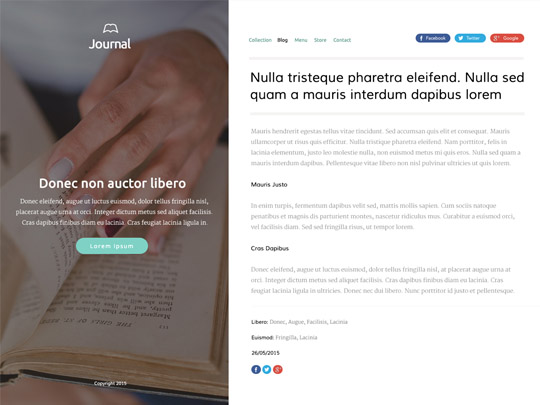 Journal
Donec non auctor libero
Donec eleifend, augue ut luctus euismod, dolor tellus fringilla nisl,
placerat augue urna at orci. Integer dictum metus sed aliquet facilisis.
Cras dapibus finibus diam eu lacinia. Cras feugiat lacinia ligula in.
Lorem Ipsum
Copyright 2015
Collection Blog Menu Store Contact
Facebook Twitter Google
Nulla tristeque pharetra eleifend. Nulla sed
quam a mauris interdum dapibus lorem
Mauris hendrerit egestas tellus vitae tincidunt. Sed accumsan quis elit et consequat. Mauris
ullamcorper ut risus quis efficitur. Nulla tristique pharetra eleifend. Nam porttitor, felis in
lacinia elementum, justo leo molestie nulla, non euismod metus mi quis eros. Nulla sed quam a
mauris interdum dapibus. Pellentesque vitae libero non nisl pulvinar ultricies ut quis lorem.
Mauris Justo
In enim turpis, fermentum dapibus velit sed, mattis mollis sapien. Cum sociis natoque
penatibus et magnis dis parturient montes, nascetur ridiculus mus. Curabitur a euismod orci,
vel facilisis diam. Sed sed fringilla risus, ut tempor lorem.
Cras Dapibus
Donec eleifend, augue ut luctus euismod, dolor tellus fringilla nisl, at placerat augue urna at
orci. Integer dictum metus sed aliquet facilisis. Cras dapibus finibus diam eu lacinia. Cras
feugiat lacinia ligula in ultricies. Donec nec dui libero. Nunc porttitor id justo et pellentesque.
Libero: Donec, Augue, Facilisis, Lacinia
Euismod: Fringilla, Lacinia
26/05/2015